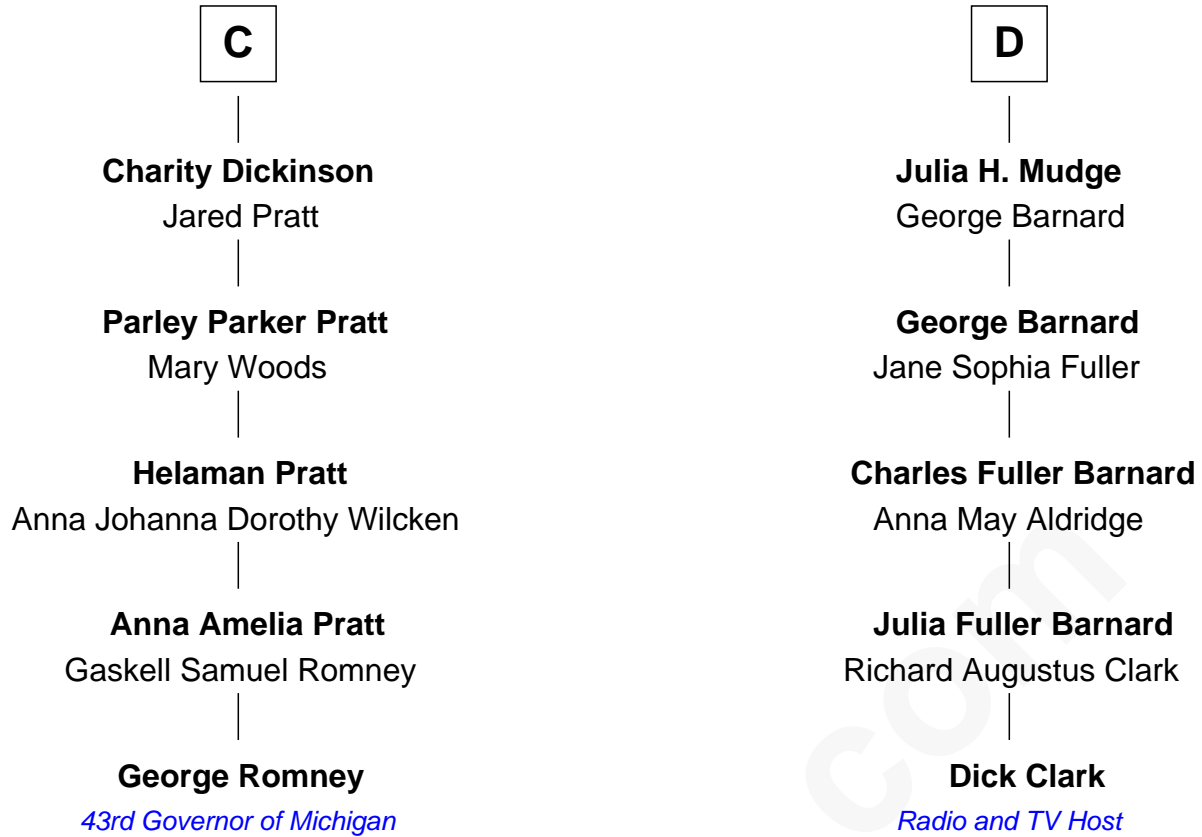 C
Charity Dickinson
Jared Pratt
Parley Parker Pratt
Mary Woods
Helaman Pratt
Anna Johanna Dorothy Wilcken
Anna Amelia Pratt
Gaskell Samuel Romney
George Romney
43rd Governor of Michigan
D
Julia H. Mudge
George Barnard
George Barnard
Jane Sophia Fuller
Charles Fuller Barnard
Anna May Aldridge
Julia Fuller Barnard
Richard Augustus Clark
Dick Clark
Radio and TV Host
com